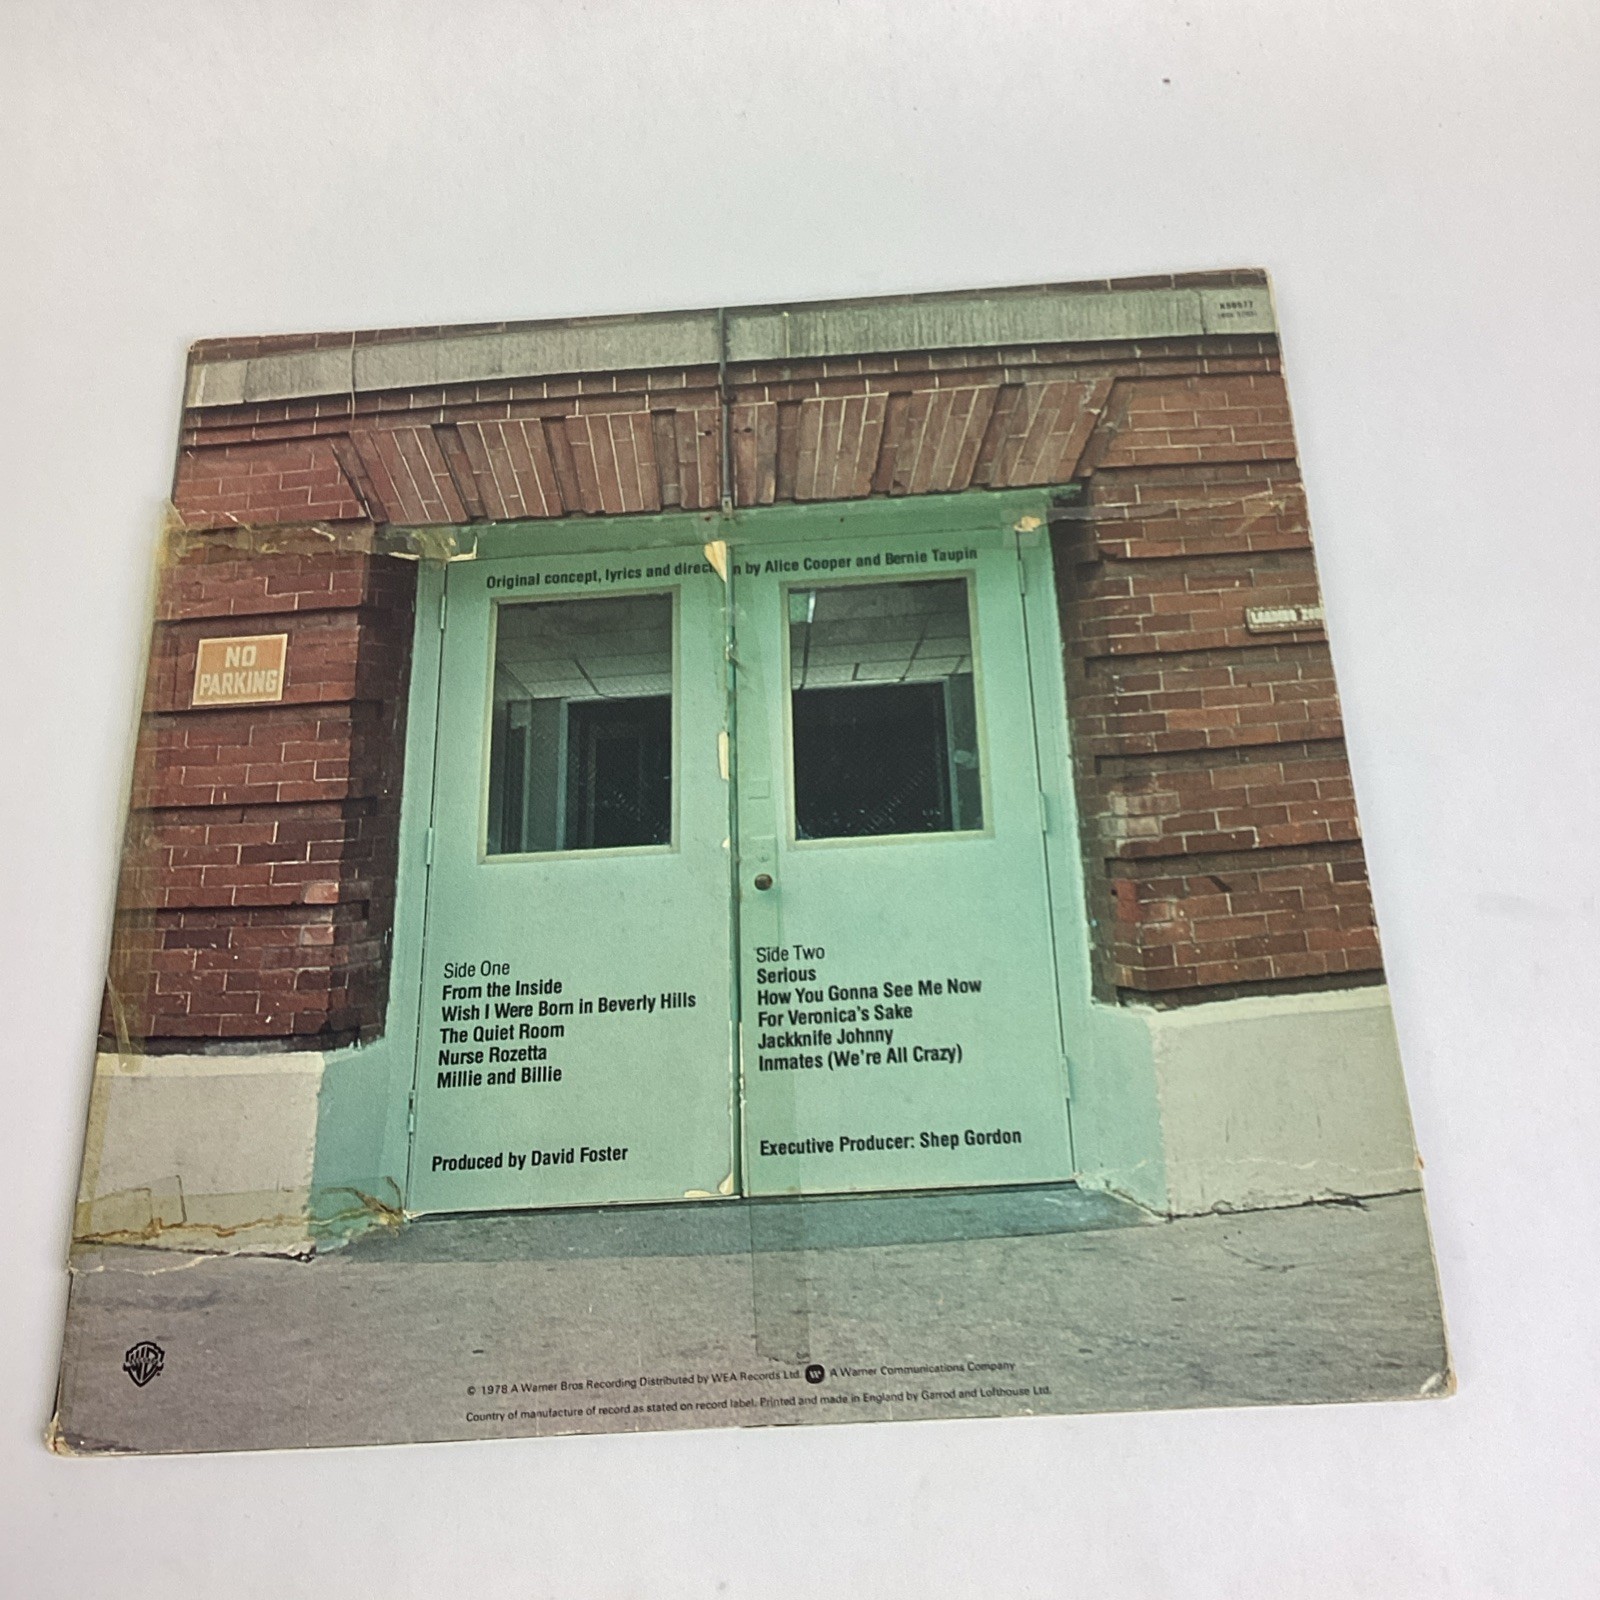 K56577
Original concept, lyrics and direc n by Alice Cooper and Bernie Taupin
NO
PARKING
LOADING ZON
Side One
From the Inside
Wish I Were Born in Beverly Hills
The Quiet Room
Nurse Rozetta
Millie and Billie
Produced by David Foster
Side Two
Serious
How You Gonna See Me Now
For Veronica's Sake
Jackknife Johnny
Inmates (We're All Crazy)
Executive Producer: Shep Gordon
© 1978 A Warner Bros Recording Distributed by WEA Records Ltd. A Warner Communications Company
Country of manufacture of record as stated on record label. Printed and made in England by Garrod and Lofthouse Ltd.